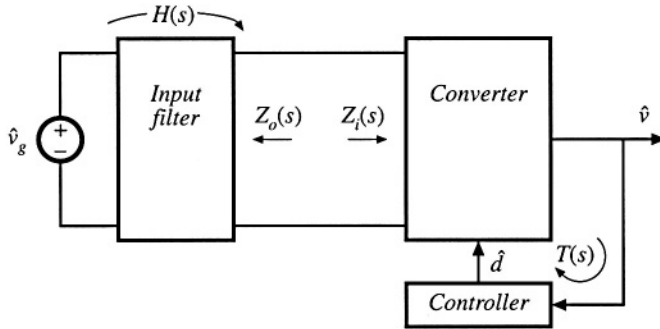 H(s)
Input
filter
Z_o(s)
Z_i(s)
Converter
v̂_g
+
−
v̂
d̂
T(s)
Controller